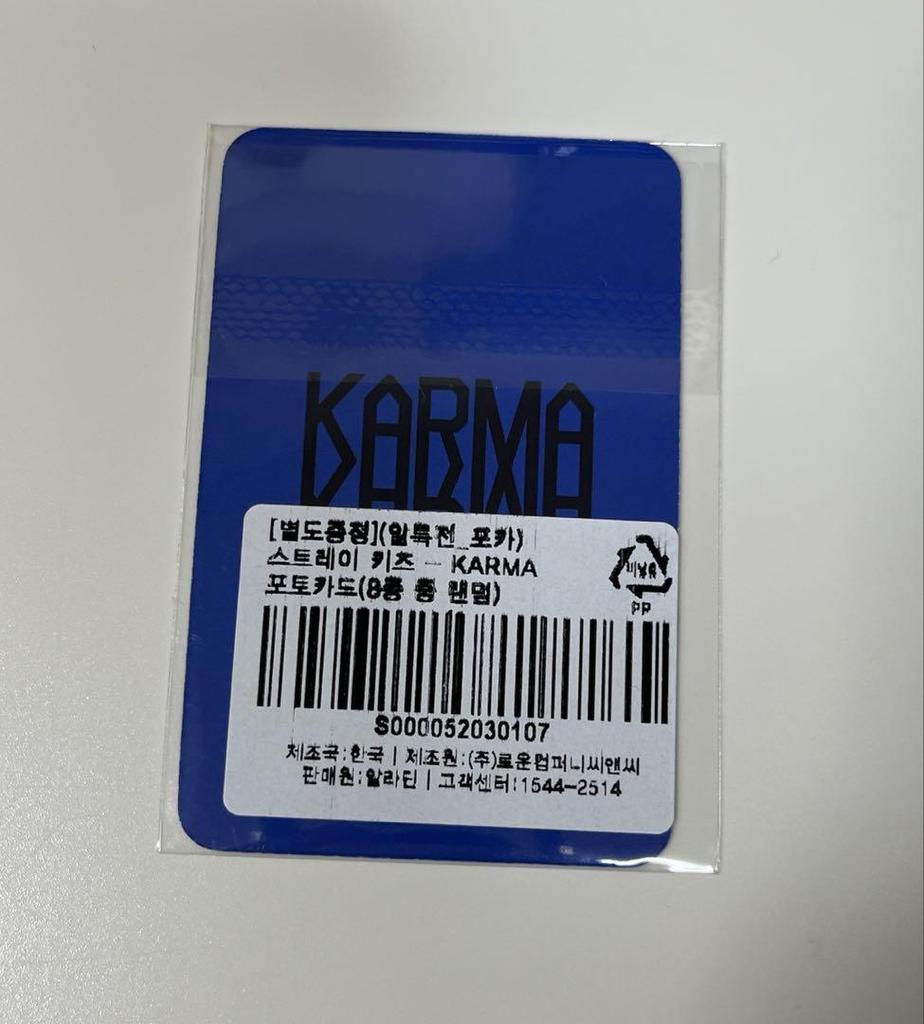 KARMA
[별도증정](알특전_포카)
스트레이 키즈 - KARMA
포토카드(8종 중 랜덤)
비닐류
PP
S000052030107
제조국:한국 | 제조원:(주)로운컴퍼니씨앤씨
판매원:알라딘 | 고객센터:1544-2514